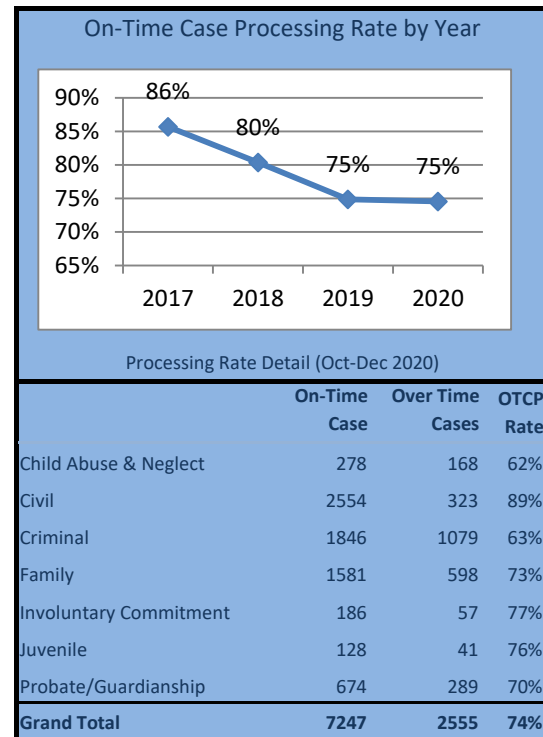 On-Time Case Processing Rate by Year
90%
85%
80%
75%
70%
65%
86%
80%
75%
75%
2017 2018 2019 2020
Processing Rate Detail (Oct-Dec 2020)
On-Time Case Over Time Cases OTCP Rate
Child Abuse & Neglect 278 168 62%
Civil 2554 323 89%
Criminal 1846 1079 63%
Family 1581 598 73%
Involuntary Commitment 186 57 77%
Juvenile 128 41 76%
Probate/Guardianship 674 289 70%
Grand Total 7247 2555 74%